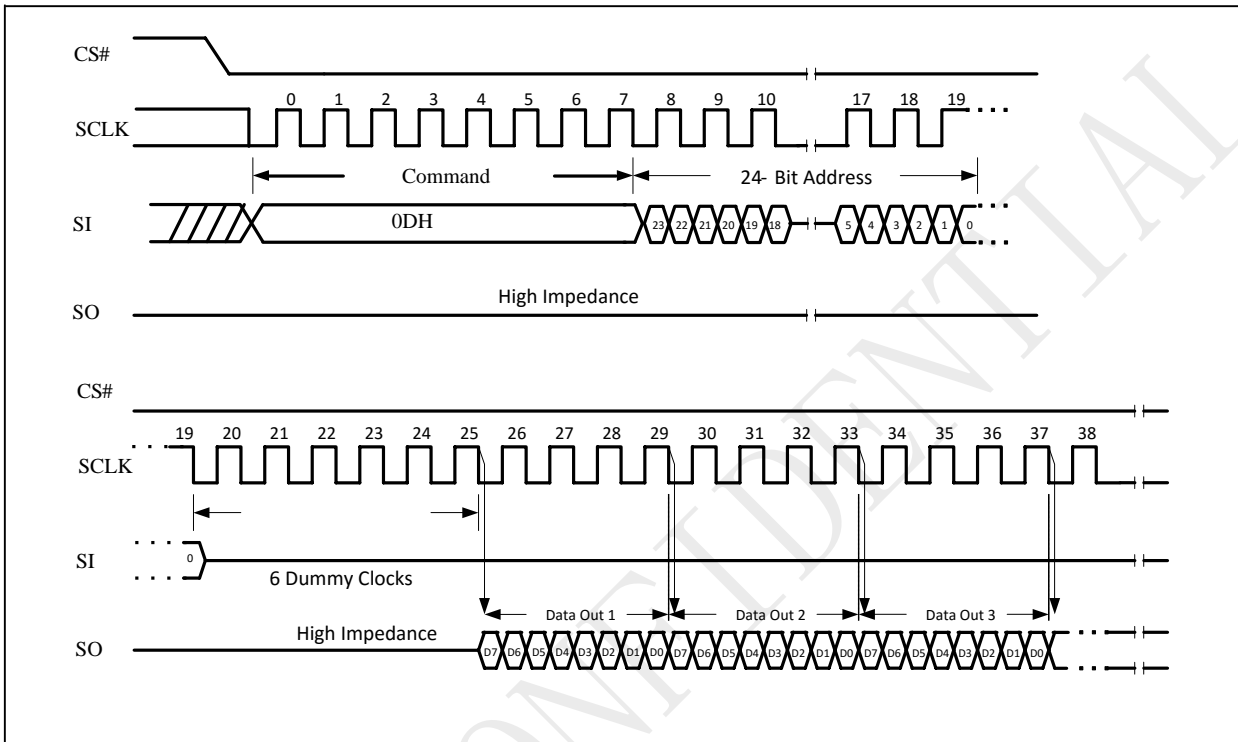 CS#
0 1 2 3 4 5 6 7 8 9 10 17 18 19
SCLK
Command 24- Bit Address
SI 0DH 23 22 21 20 19 18 5 4 3 2 1 0
High Impedance
SO
CS#
19 20 21 22 23 24 25 26 27 28 29 30 31 32 33 34 35 36 37 38
SCLK
SI 0
6 Dummy Clocks
Data Out 1 Data Out 2 Data Out 3
High Impedance
SO D7 D6 D5 D4 D3 D2 D1 D0 D7 D6 D5 D4 D3 D2 D1 D0 D7 D6 D5 D4 D3 D2 D1 D0
ONFIDENTIAL